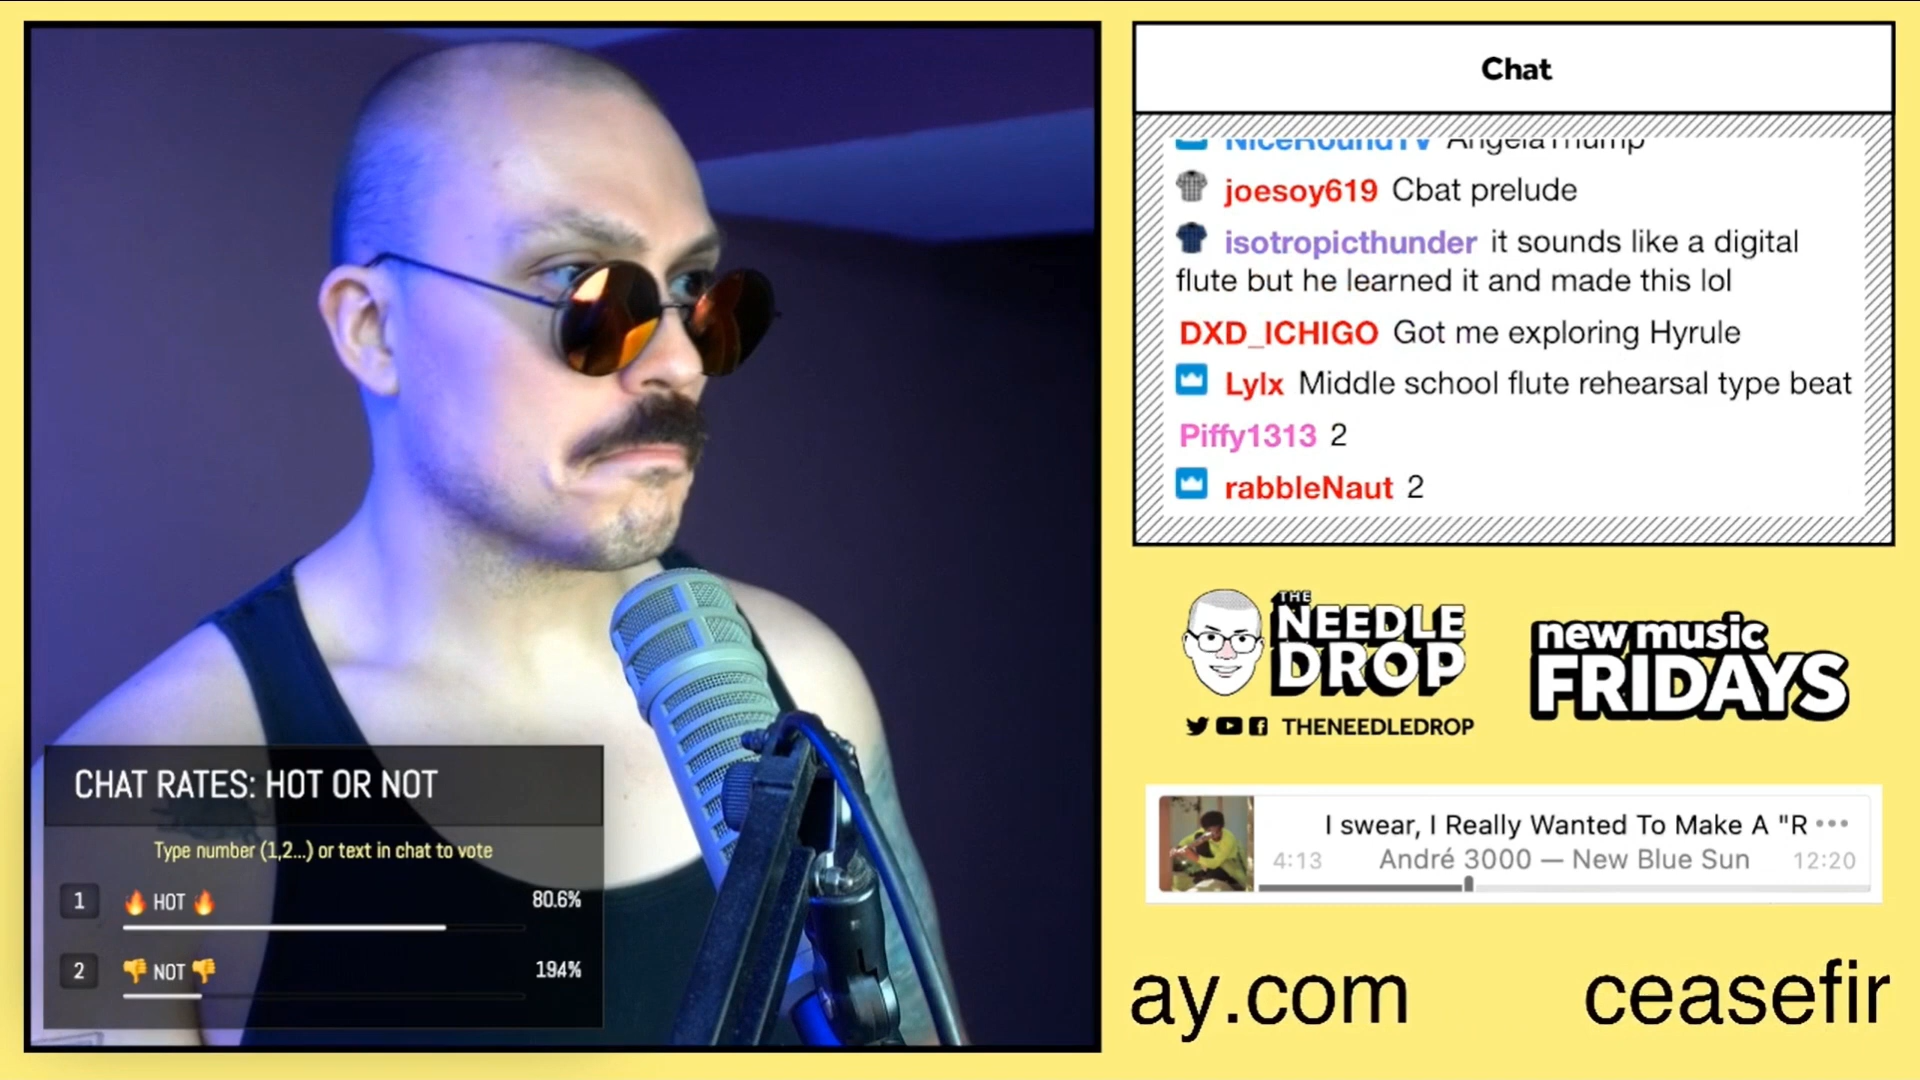 Chat
NiceRoundTV AngelaThump
joesoy619 Cbat prelude
isotropicthunder it sounds like a digital
flute but he learned it and made this lol
DXD_ICHIGO Got me exploring Hyrule
Lylx Middle school flute rehearsal type beat
Piffy1313 2
rabbleNaut 2
THE
NEEDLE
DROP
THENEEDLEDROP
new music
FRIDAYS
I swear, I Really Wanted To Make A "R
4:13 André 3000 — New Blue Sun 12:20
ay.com ceasefir
CHAT RATES: HOT OR NOT
Type number (1,2...) or text in chat to vote
1 🔥 HOT 🔥 80.6%
2 👎 NOT 👎 19.4%